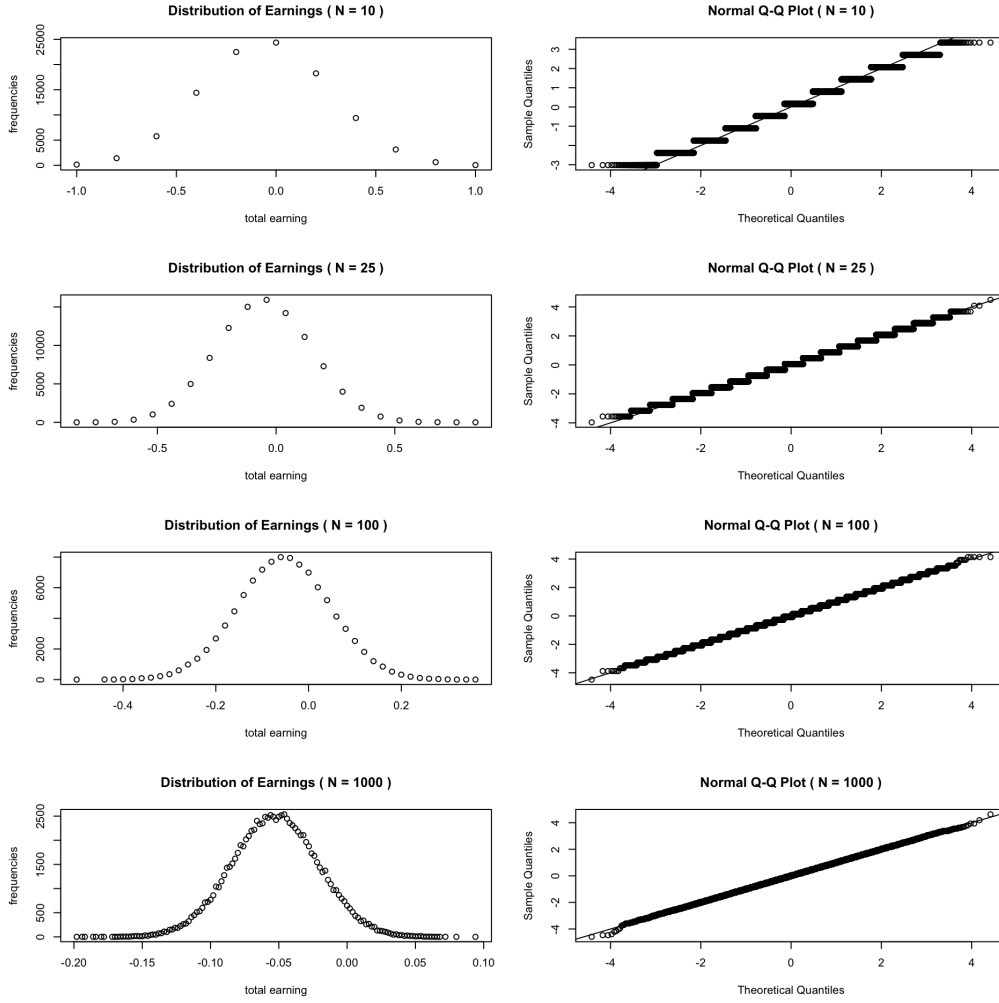 Distribution of Earnings ( N = 10 )
frequencies
0 5000 15000 25000
-1.0 -0.5 0.0 0.5 1.0
total earning
Normal Q-Q Plot ( N = 10 )
Sample Quantiles
-3 -1 0 1 2 3
-4 -2 0 2 4
Theoretical Quantiles
Distribution of Earnings ( N = 25 )
frequencies
0 5000 10000
-0.5 0.0 0.5
total earning
Normal Q-Q Plot ( N = 25 )
Sample Quantiles
-4 -2 0 2 4
-4 -2 0 2 4
Theoretical Quantiles
Distribution of Earnings ( N = 100 )
frequencies
0 2000 6000
-0.4 -0.2 0.0 0.2
total earning
Normal Q-Q Plot ( N = 100 )
Sample Quantiles
-4 -2 0 2 4
-4 -2 0 2 4
Theoretical Quantiles
Distribution of Earnings ( N = 1000 )
frequencies
0 500 1500 2500
-0.20 -0.15 -0.10 -0.05 0.00 0.05 0.10
total earning
Normal Q-Q Plot ( N = 1000 )
Sample Quantiles
-4 -2 0 2 4
-4 -2 0 2 4
Theoretical Quantiles